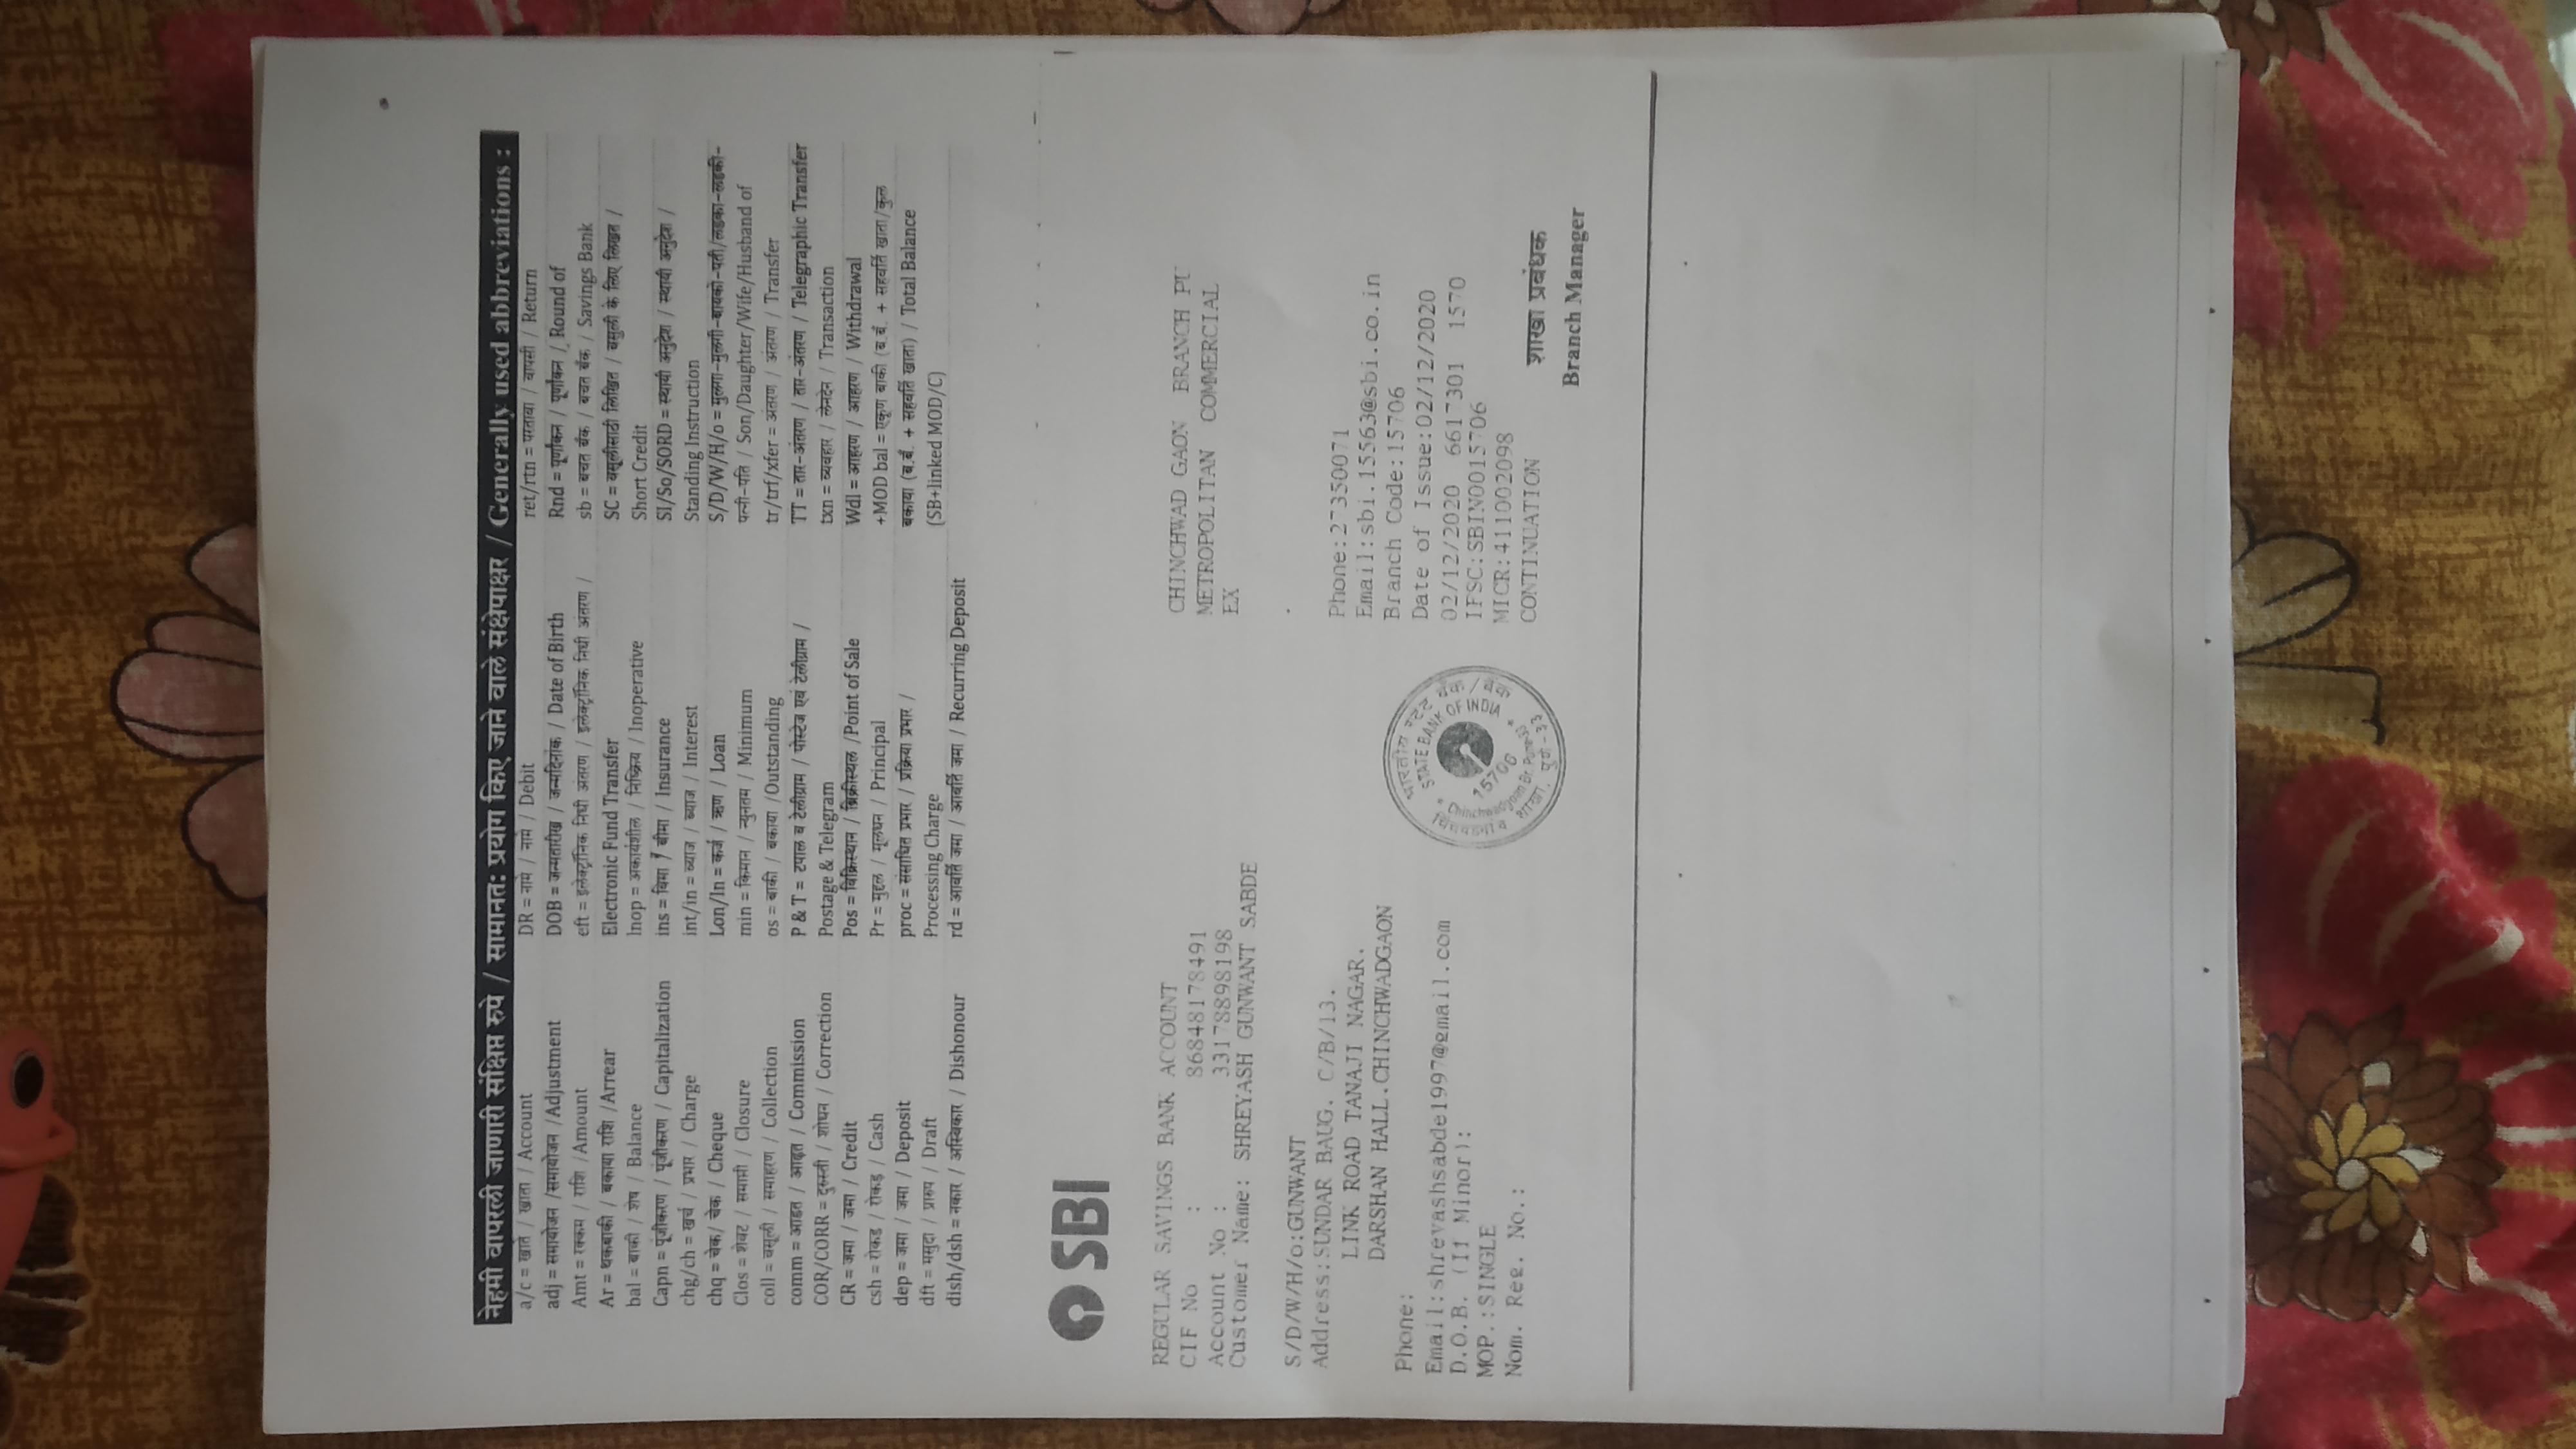 नेहमी वापरली जाणारी संक्षिप्त रुपे / सामानतः प्रयोग किए जाने वाले संक्षेपाक्षर / Generally used abbreviations :
a/c = खाते / खाता / Account
adj = समायोजन /समायोजन /Adjustment
Amt = रक्कम / राशि /Amount
Ar = थकबाकी / बकाया राशि /Arrear
bal = बाकी / शेष / Balance
Capn = पूंजीकरण / पूंजीकरण / Capitalization
chg/ch = खर्च / प्रभार / Charge
chq = चेक/ चेक / Cheque
Clos = शेवट / समाप्ती / Closure
coll = वसूली / समाहरण / Collection
comm = आडत / आढ़त / Commission
COR/CORR = दुरुस्ती / शोधन / Correction
CR = जमा / जमा / Credit
csh = रोकड / रोकड़ / Cash
dep = जमा / जमा / Deposit
dft = मसुदा / प्रारूप / Draft
dish/dsh = नकार / अस्विकार / Dishonour
DR = नामे / नामे / Debit
DOB = जन्मतारीख / जन्मदिनांक / Date of Birth
eft = इलेक्ट्रॉनिक निधी अंतरण / इलेक्ट्रॉनिक निधी अंतरण /
Electronic Fund Transfer
Inop = अकार्यशील / निष्क्रिय / Inoperative
ins = विमा / बीमा / Insurance
int/in = व्याज / ब्याज / Interest
Lon/ln = कर्ज / ऋण / Loan
min = किमान / न्युनतम / Minimum
os = बाकी / बकाया /Outstanding
P & T = टपाल व टेलीग्राम / पोस्टेज एवं टेलीग्राम /
Postage & Telegram
Pos = विक्रिस्थान / बिक्रीस्थल /Point of Sale
Pr = मुद्दल / मूलधन / Principal
proc = संसाधित प्रभार / प्रक्रिया प्रभार /
Processing Charge
rd = आवर्ति जमा / आवर्ति जमा / Recurring Deposit
ret/rtn = परतावा / वापसी / Return
Rnd = पूर्णांकन / पूर्णांकन / Round of
sb = बचत बँक / बचत बैंक / Savings Bank
SC = वसूलीसाठी लिखित / वसुली के लिए लिखत /
Short Credit
SI/So/SORD = स्थायी अनुदेश / स्थायी अनुदेश /
Standing Instruction
S/D/W/H/o = मुलगा-मुलगी-बायको-पती/लडका-लडकी-
पत्नी-पति / Son/Daughter/Wife/Husband of
tr/trf/xfer = अंतरण / अंतरण / Transfer
TT = तार-अंतरण / तार-अंतरण / Telegraphic Transfer
txn = व्यवहार / लेनदेन / Transaction
Wdl = आहरण / आहरण / Withdrawal
+MOD bal = एकूण बाकी (ब.बँ. + सहवर्ति खाता/कुल
बकाया (ब.बैं. + सहवर्ति खाता) / Total Balance
(SB+linked MOD/C)
SBI
REGULAR SAVINGS BANK ACCOUNT
CIF No : 86848178491
Account No : 33178898198
Customer Name: SHREYASH GUNWANT SABDE
S/D/W/H/o:GUNWANT
Address:SUNDAR BAUG. C/B/13.
LINK ROAD TANAJI NAGAR.
DARSHAN HALL.CHINCHWADGAON
Phone:
Email:shreyashsabde1997@gmail.com
D.O.B. (If Minor):
MOP.:SINGLE
Nom. Reg. No.:
CHINCHWAD GAON BRANCH PU
METROPOLITAN COMMERCIAL
EX
Phone:27350071
Email:sbi.15563@sbi.co.in
Branch Code:15706
Date of Issue:02/12/2020
02/12/2020 6617301 1570
IFSC:SBIN0015706
MICR:411002098
CONTINUATION
भारतीय स्टेट बैंक / बँक
STATE BANK OF INDIA
15706
Chinchwadgaon Br. Pune-33
चिंचवडगाव शाखा, पुणे - ३३
शाखा प्रबंधक
Branch Manager